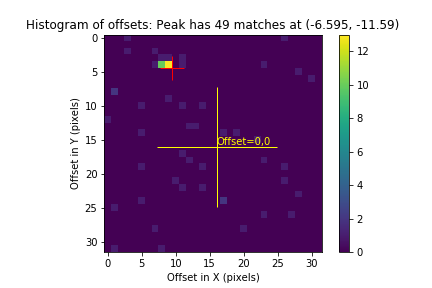 Histogram of offsets: Peak has 49 matches at (-6.595, -11.59)
Offset in Y (pixels)
0
5
10
15
20
25
30
Offset=0,0
0 5 10 15 20 25 30
Offset in X (pixels)
12
10
8
6
4
2
0